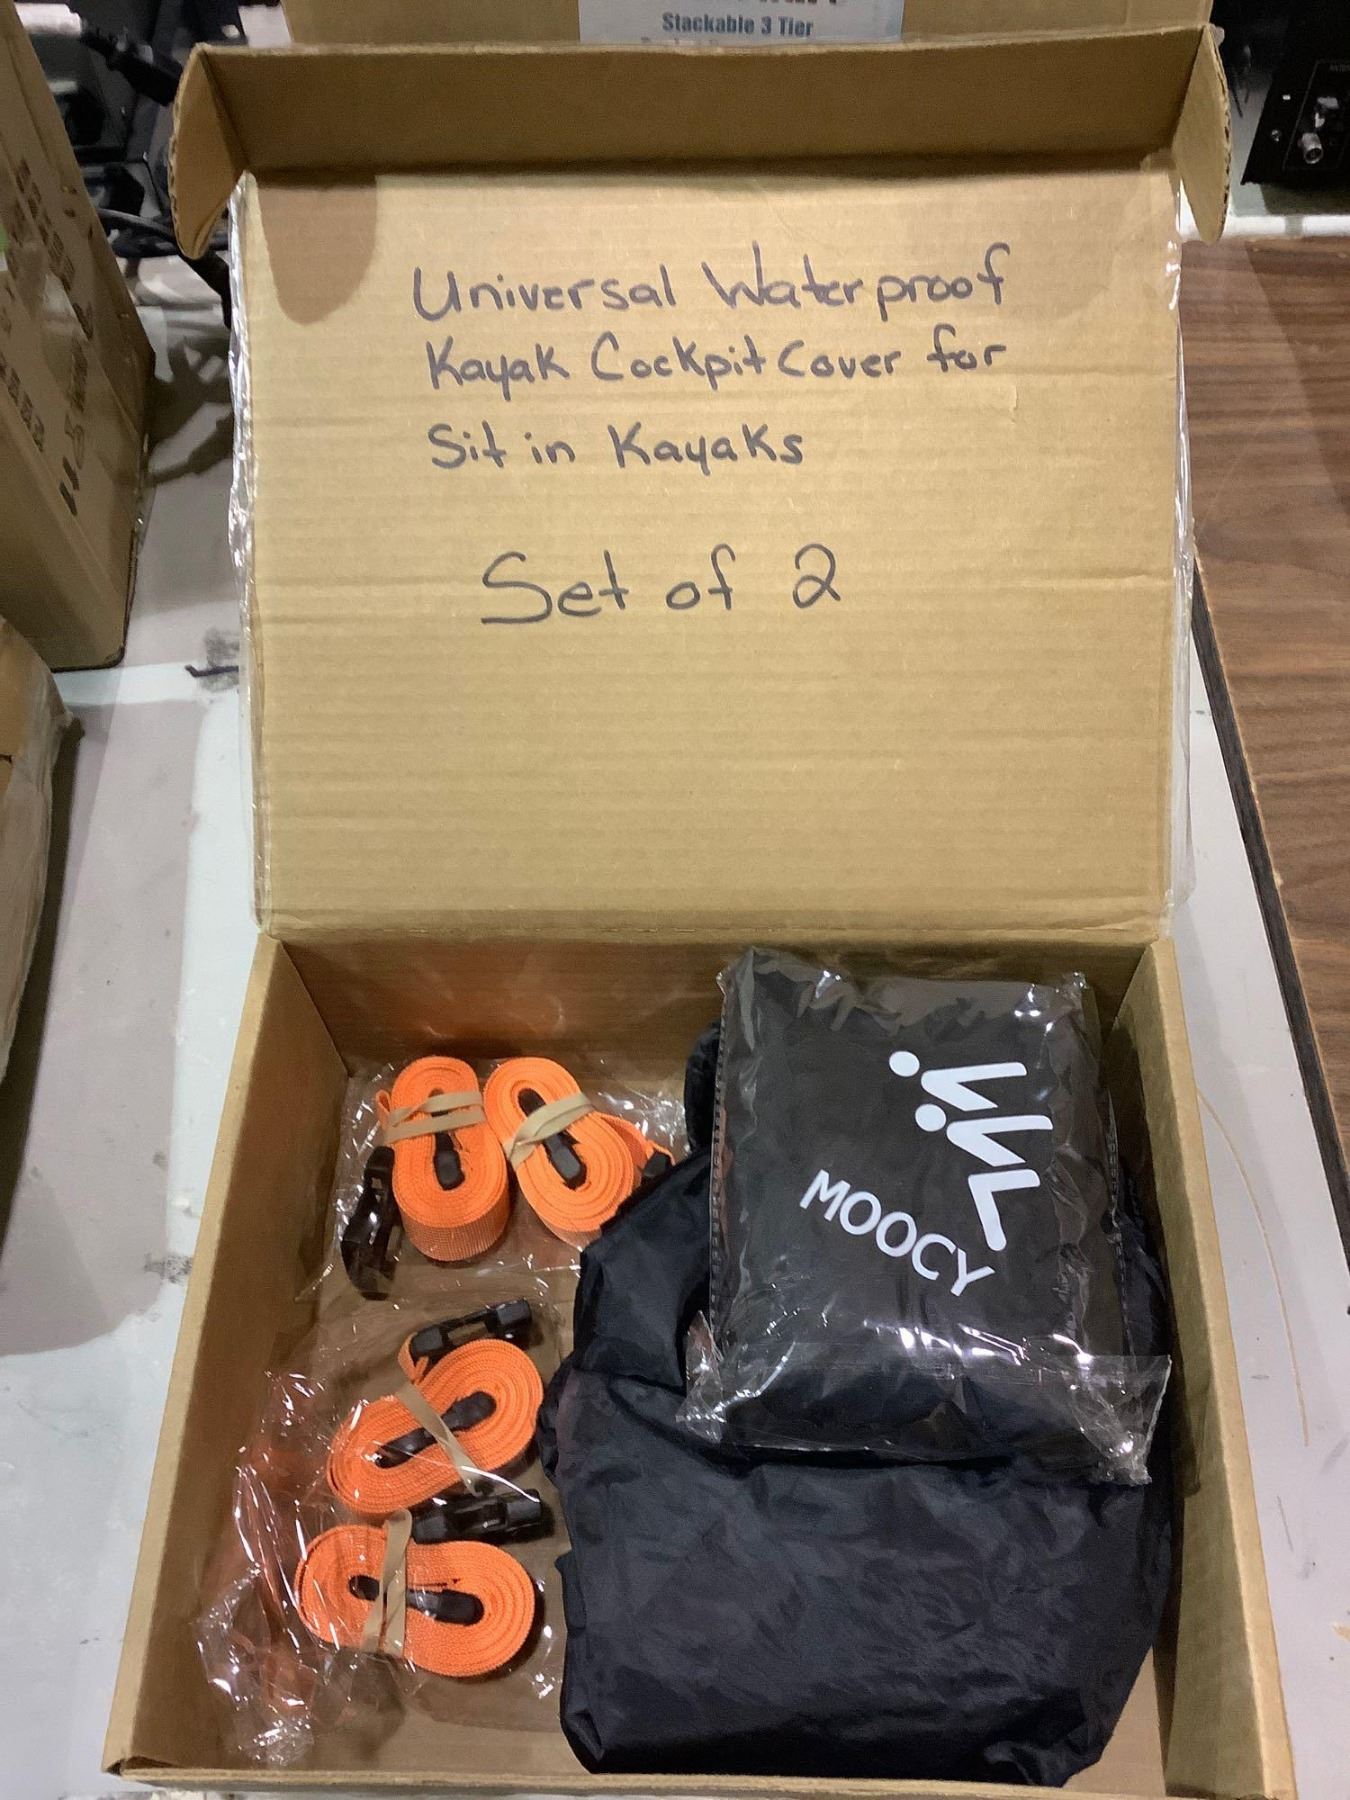 Stackable 3 Tier
Universal Waterproof
Kayak Cockpit Cover for
Sit in Kayaks
Set of 2
MOOCY